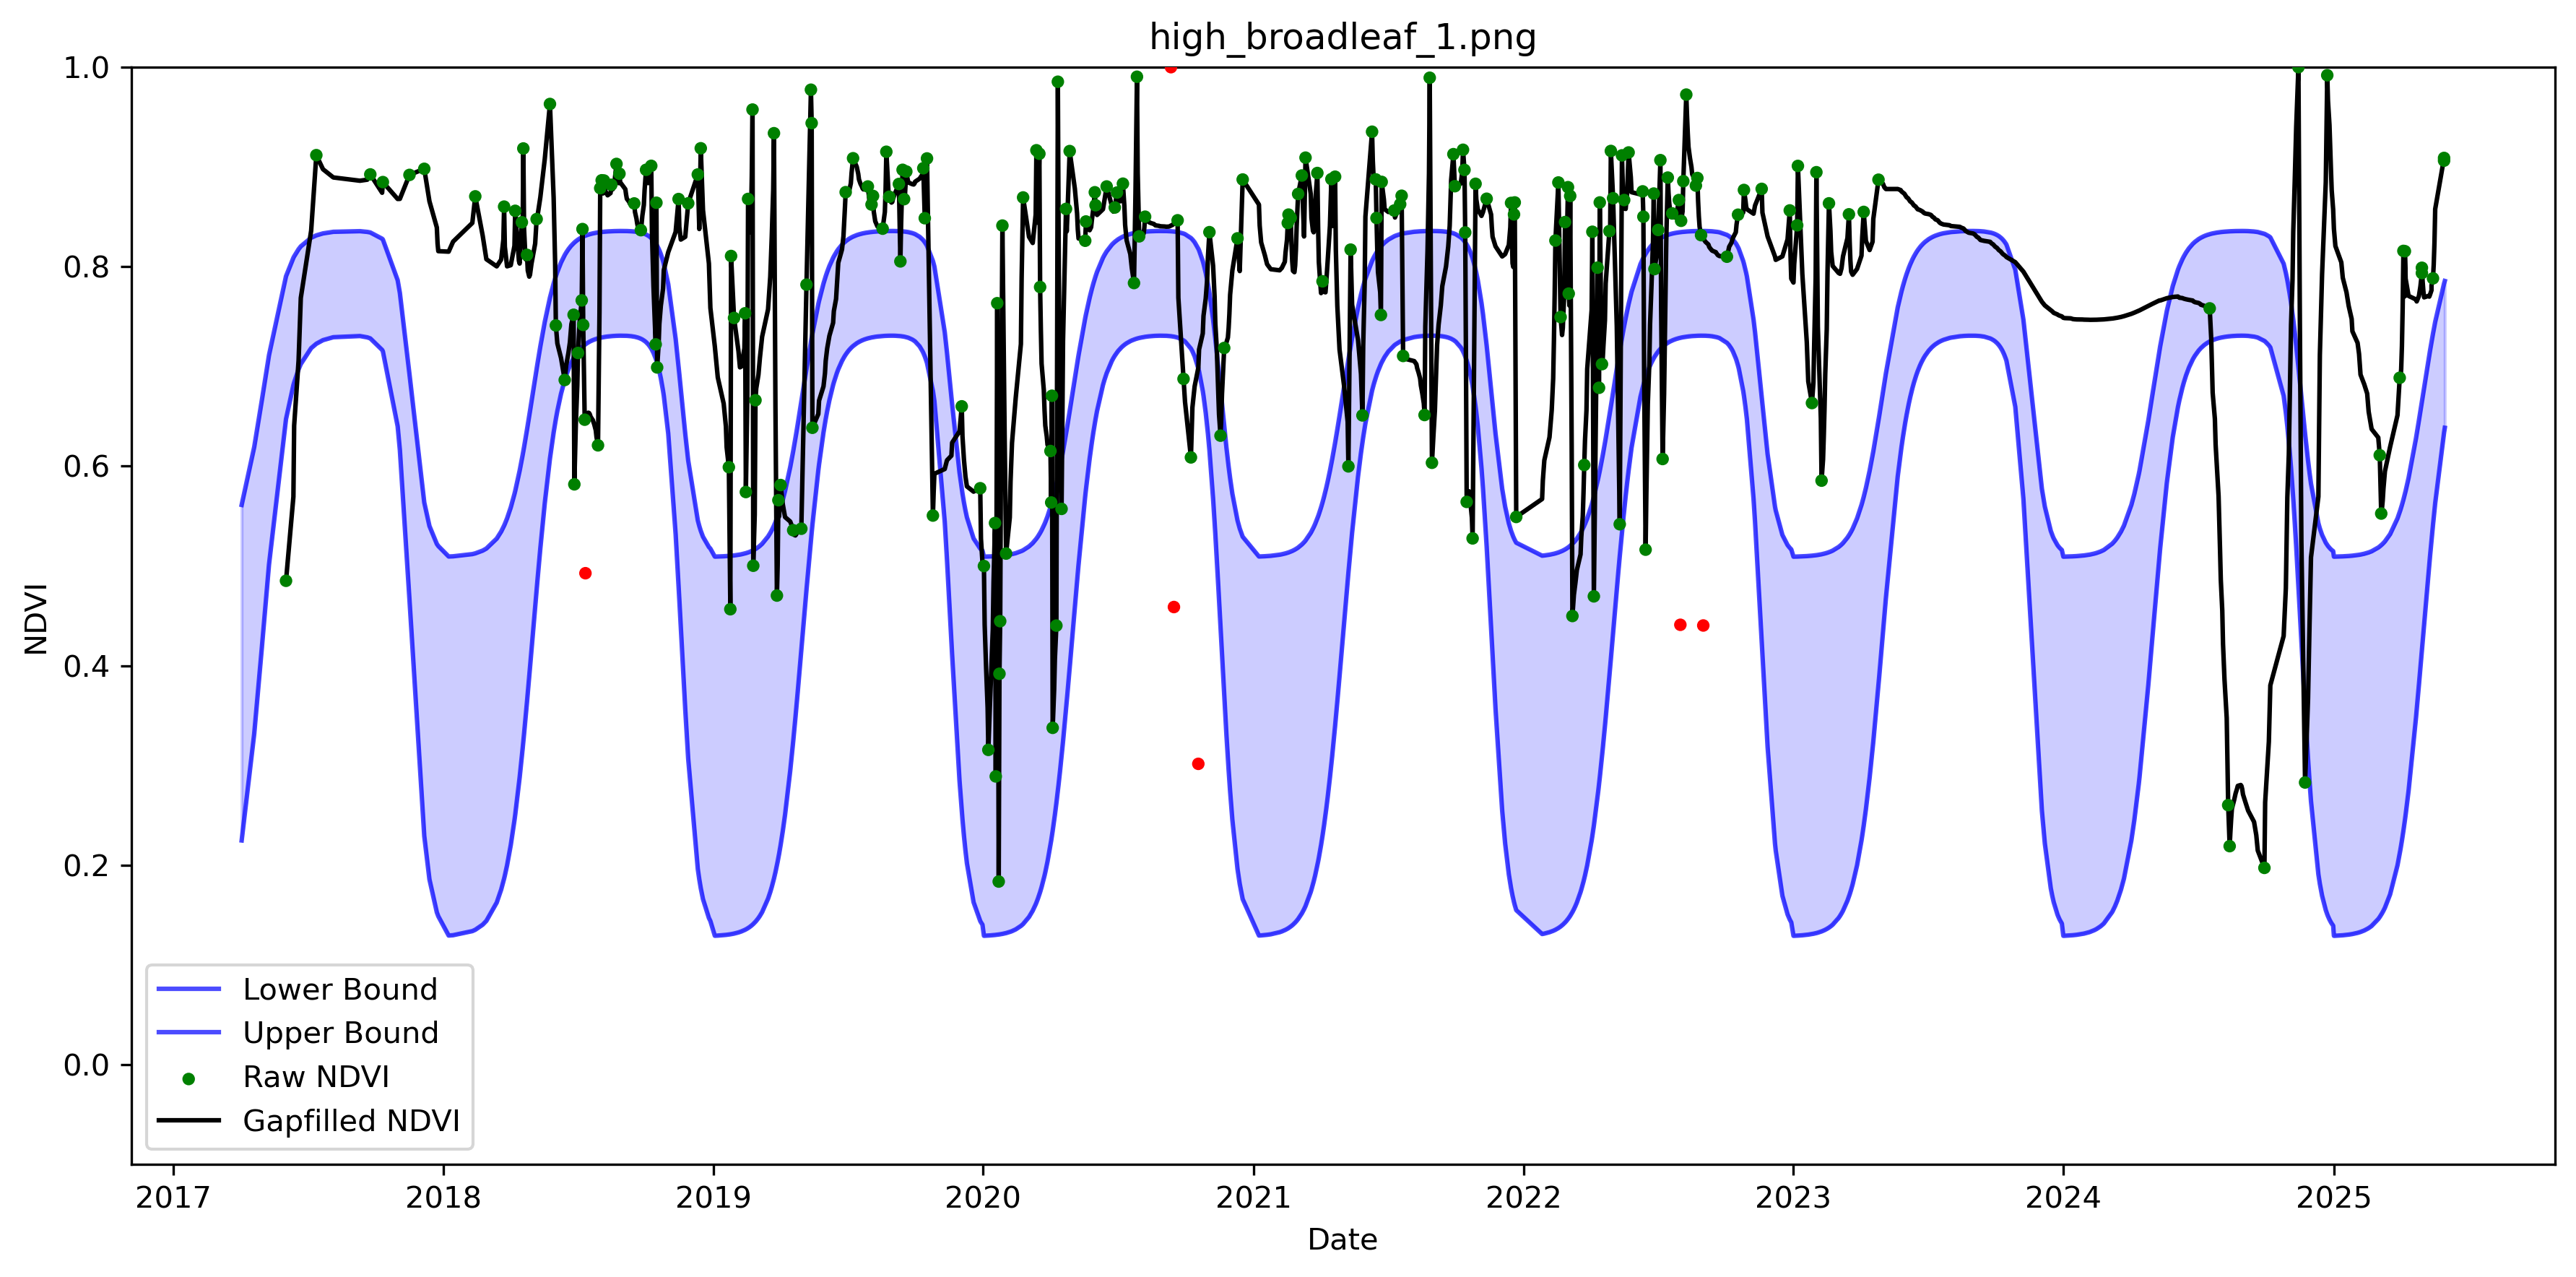 high_broadleaf_1.png
1.0
0.8
0.6
0.4
0.2
0.0
NDVI
Lower Bound
Upper Bound
Raw NDVI
Gapfilled NDVI
2017 2018 2019 2020 2021 2022 2023 2024 2025
Date